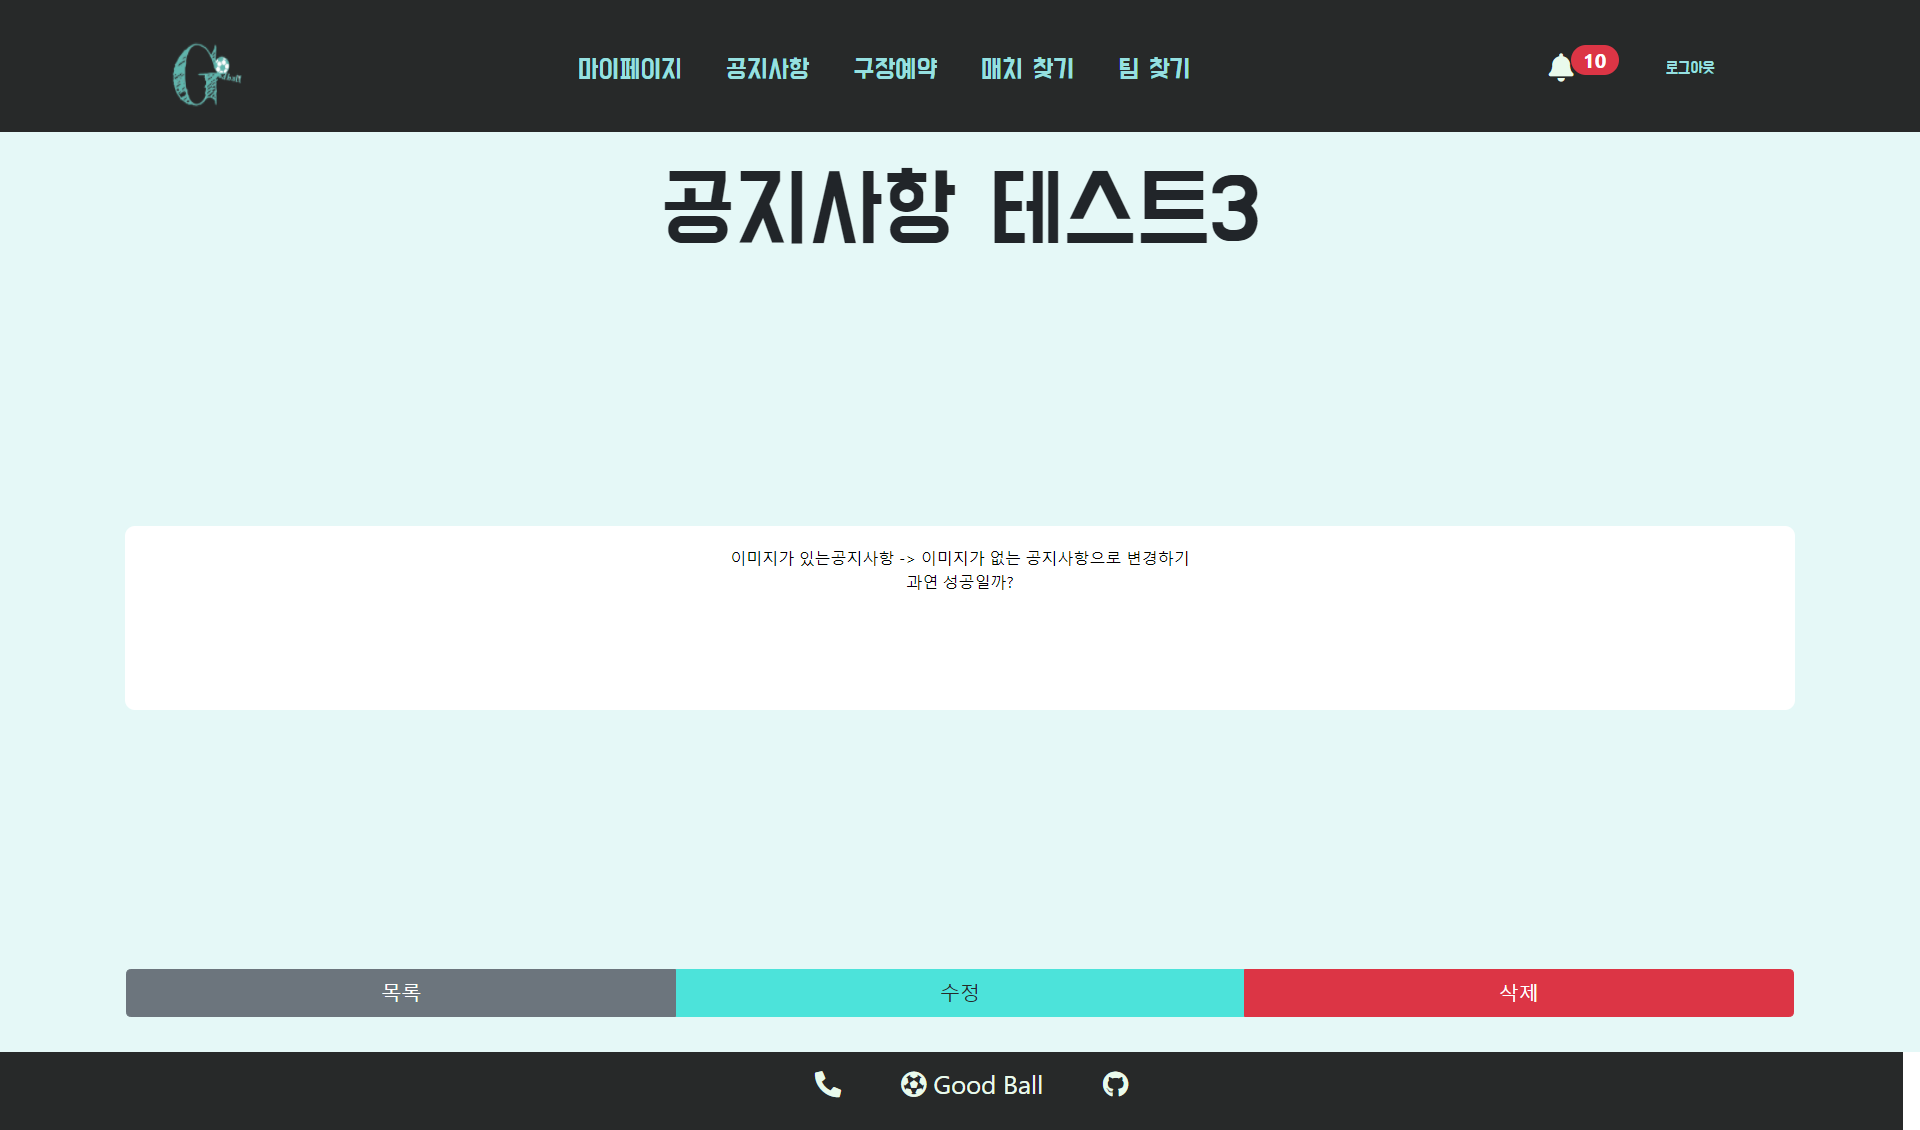 G
마이페이지 공지사항 구장예약 매치 찾기 팀 찾기 10 로그아웃
공지사항 테스트3
이미지가 있는공지사항 -> 이미지가 없는 공지사항으로 변경하기
과연 성공일까?
목록 수정 삭제
Good Ball